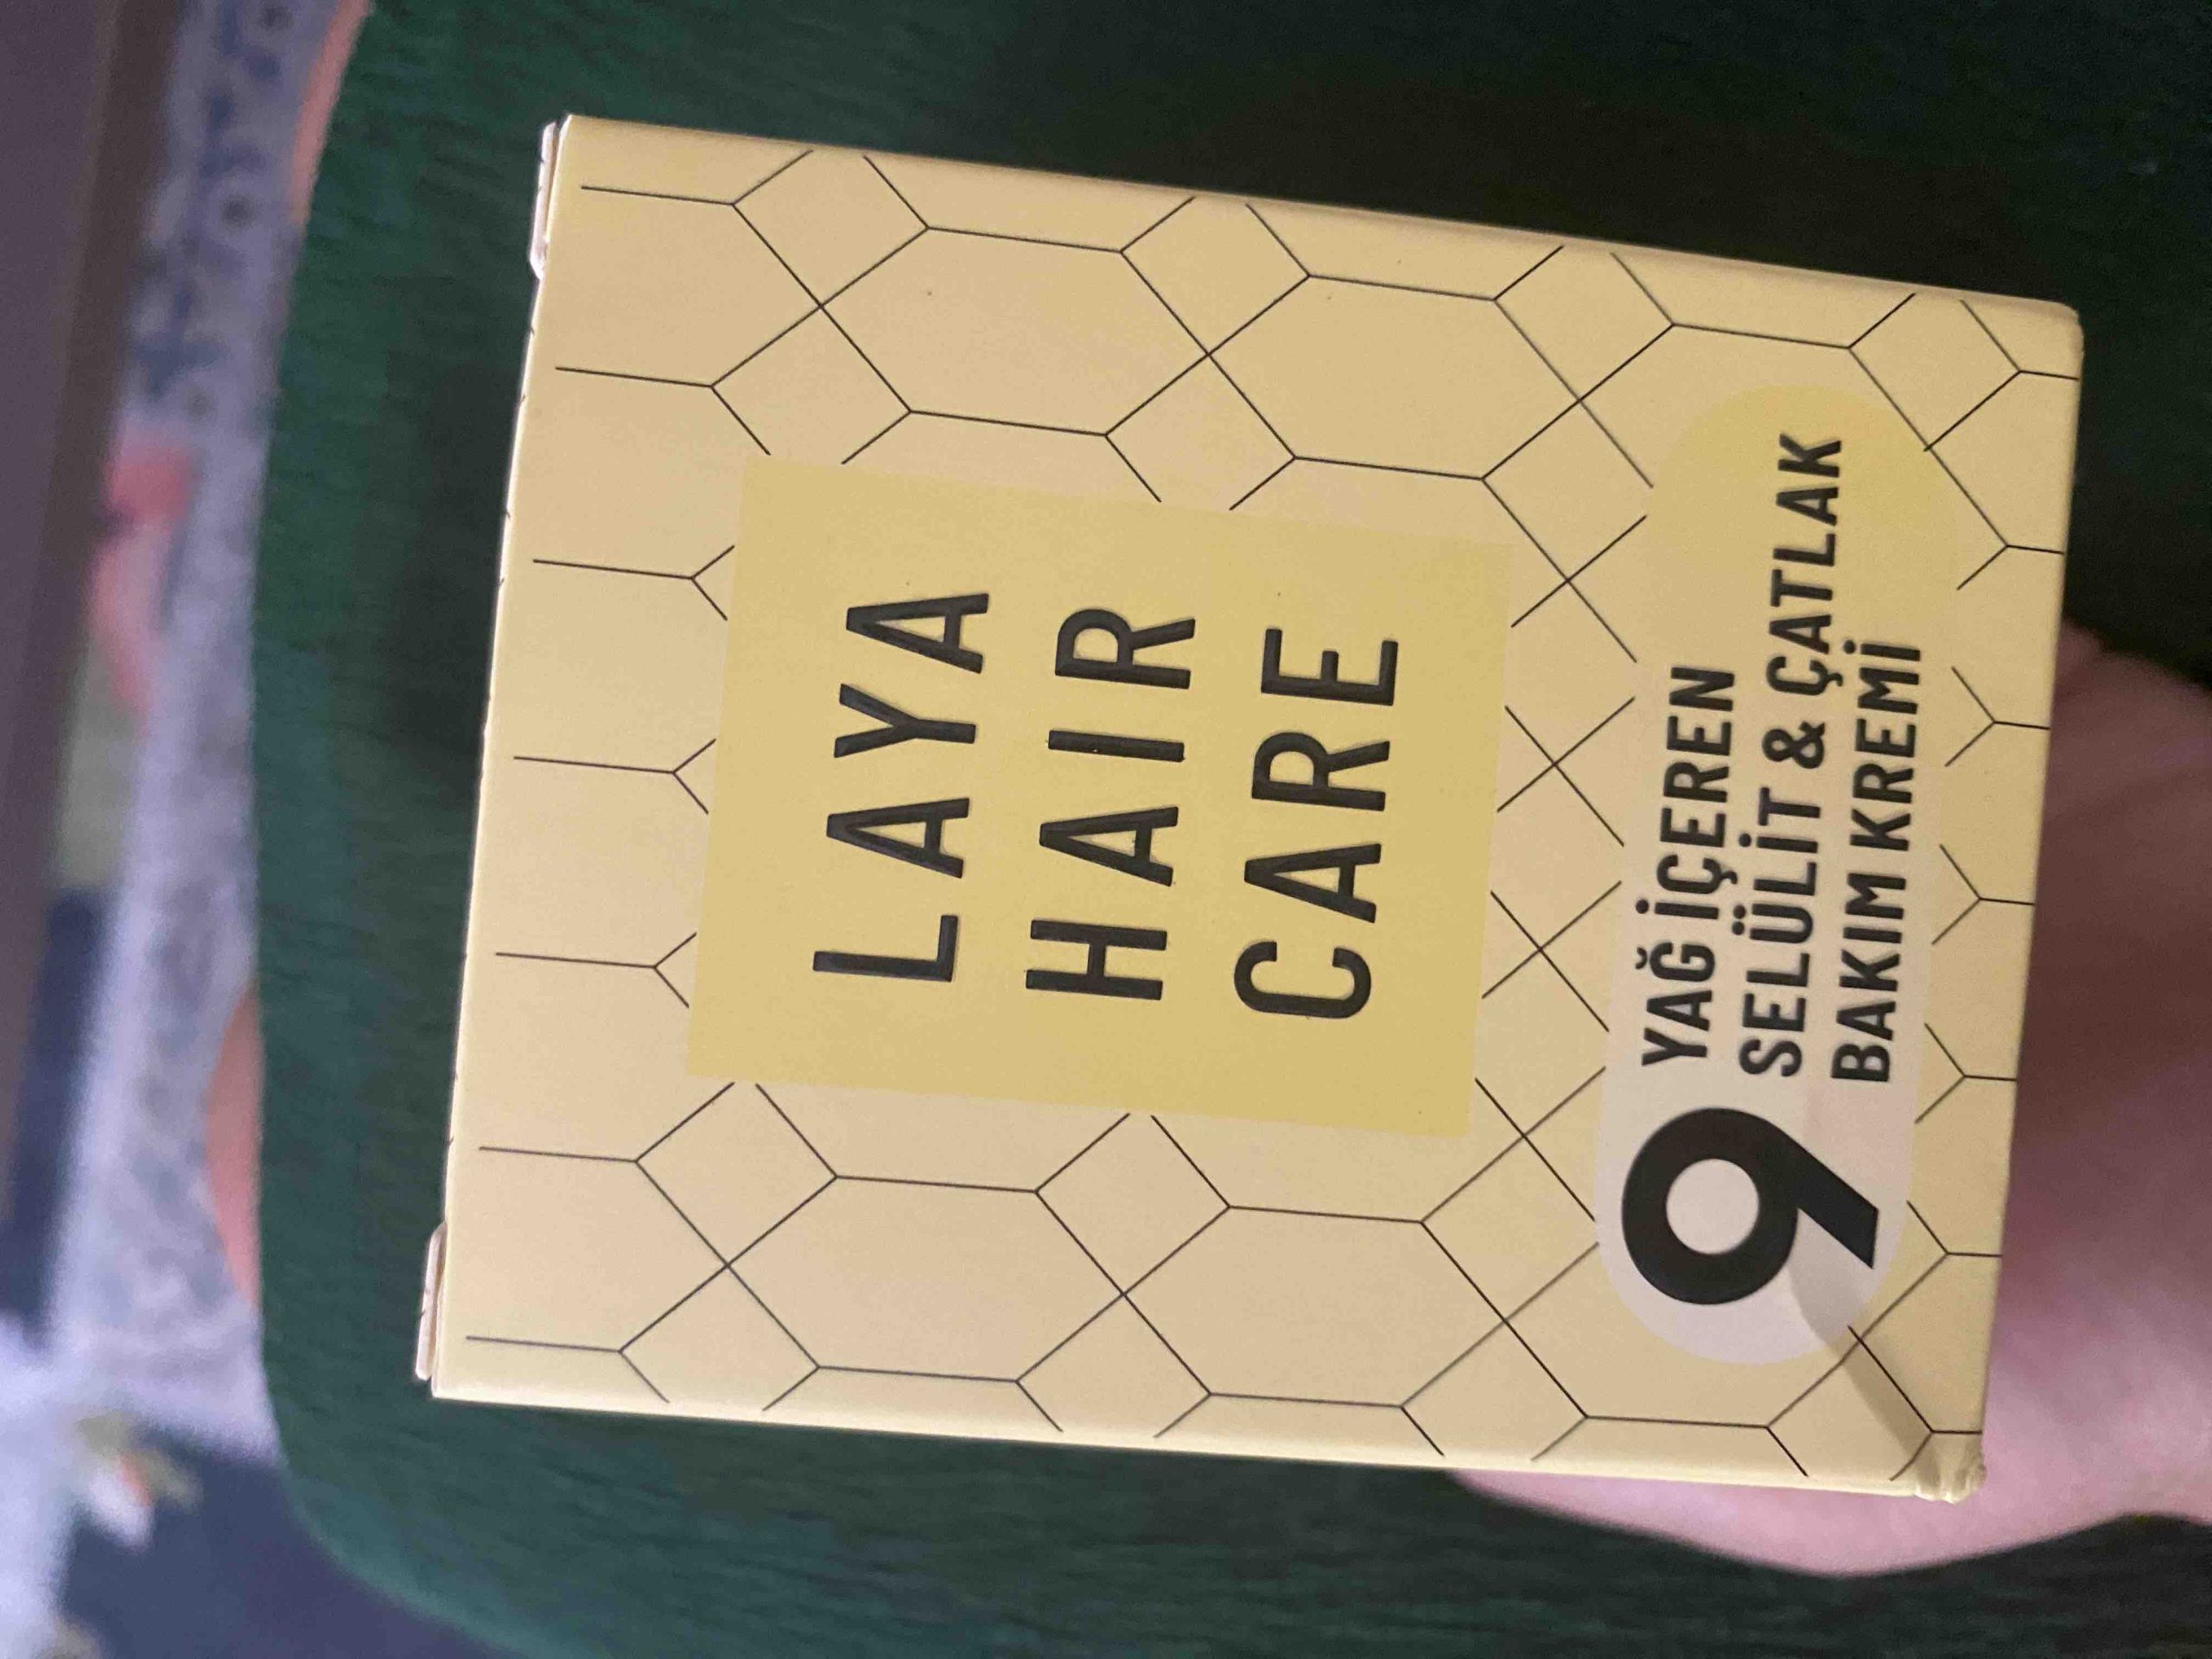 LAYA
HAIR
CARE
9 YAĞ İÇEREN
SELÜLİT & ÇATLAK
BAKIM KREMİ